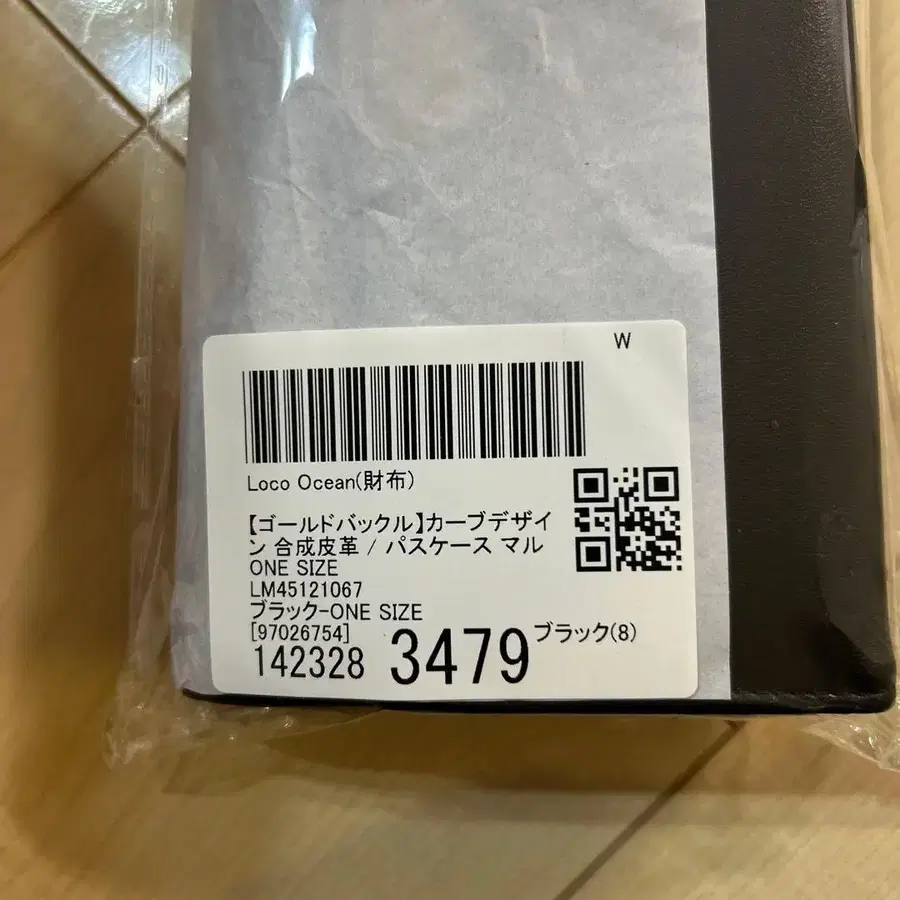 W
Loco Ocean(財布)
【ゴールドバックル】カーブデザイ
ン 合成皮革 / パスケース マル
ONE SIZE
LM45121067
ブラック-ONE SIZE
[97026754]
142328 3479 ブラック(8)